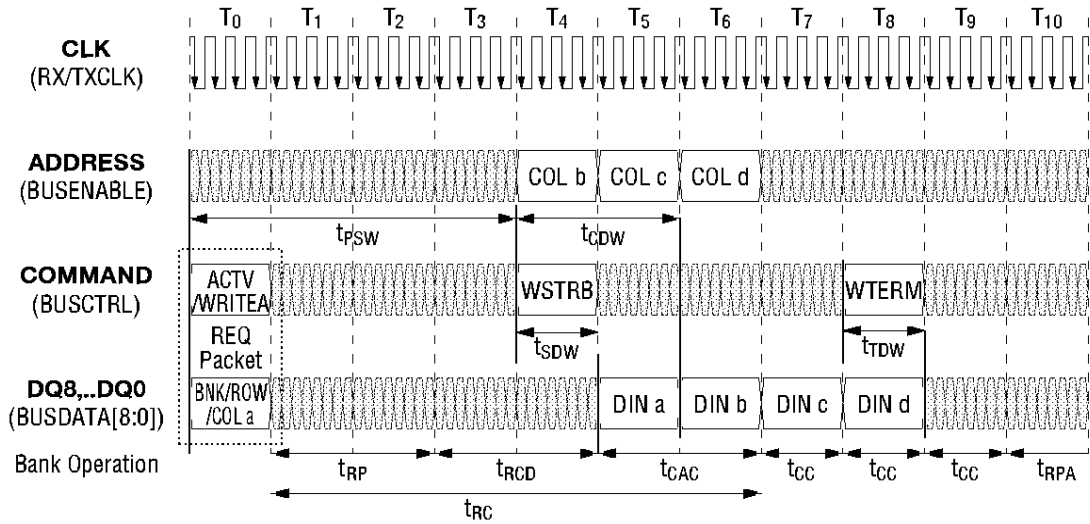 T0 T1 T2 T3 T4 T5 T6 T7 T8 T9 T10
CLK
(RX/TXCLK)
ADDRESS
(BUSENABLE)
COL b COL c COL d
tPSW tCDW
COMMAND
(BUSCTRL)
ACTV
/WRITEA
WSTRB WTERM
REQ
Packet
tSDW tTDW
DQ8,..DQ0
(BUSDATA[8:0])
BNK/ROW
/COL a
DIN a DIN b DIN c DIN d
Bank Operation
tRP tRCD tCAC tCC tCC tCC tRPA
tRC